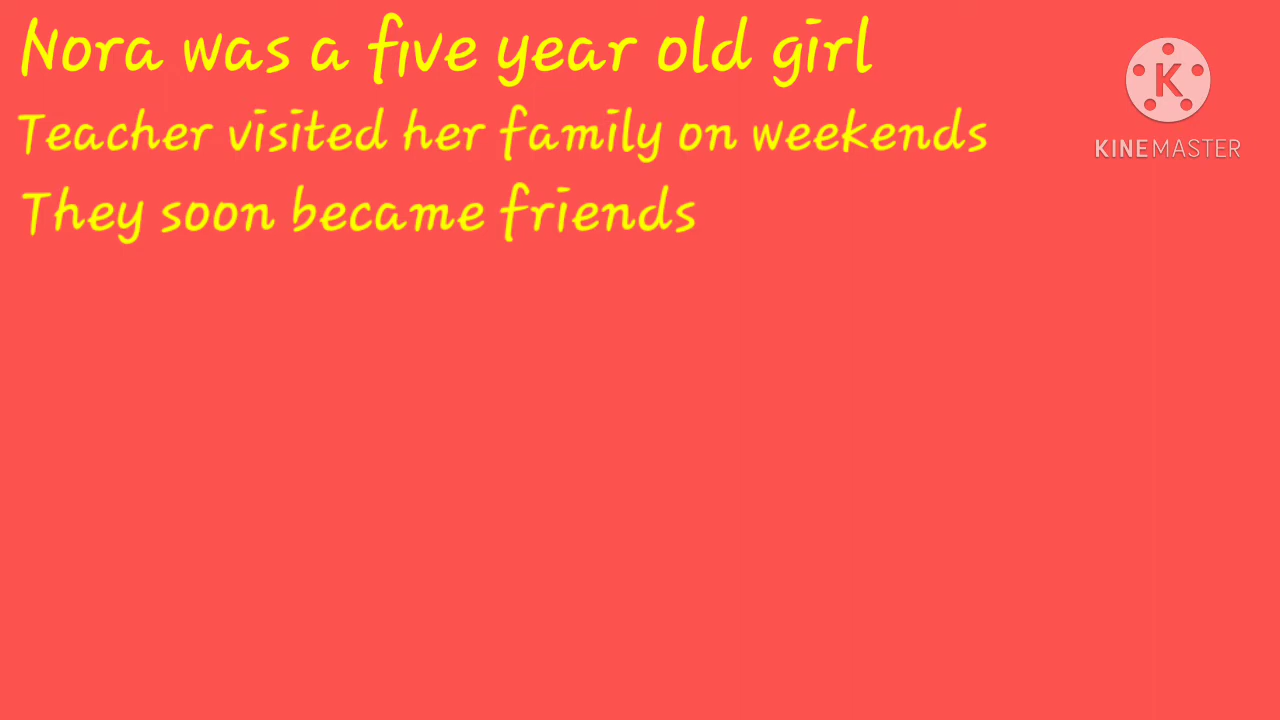 Nora was a five year old girl
Teacher visited her family on weekends
They soon became friends
K
KINEMASTER